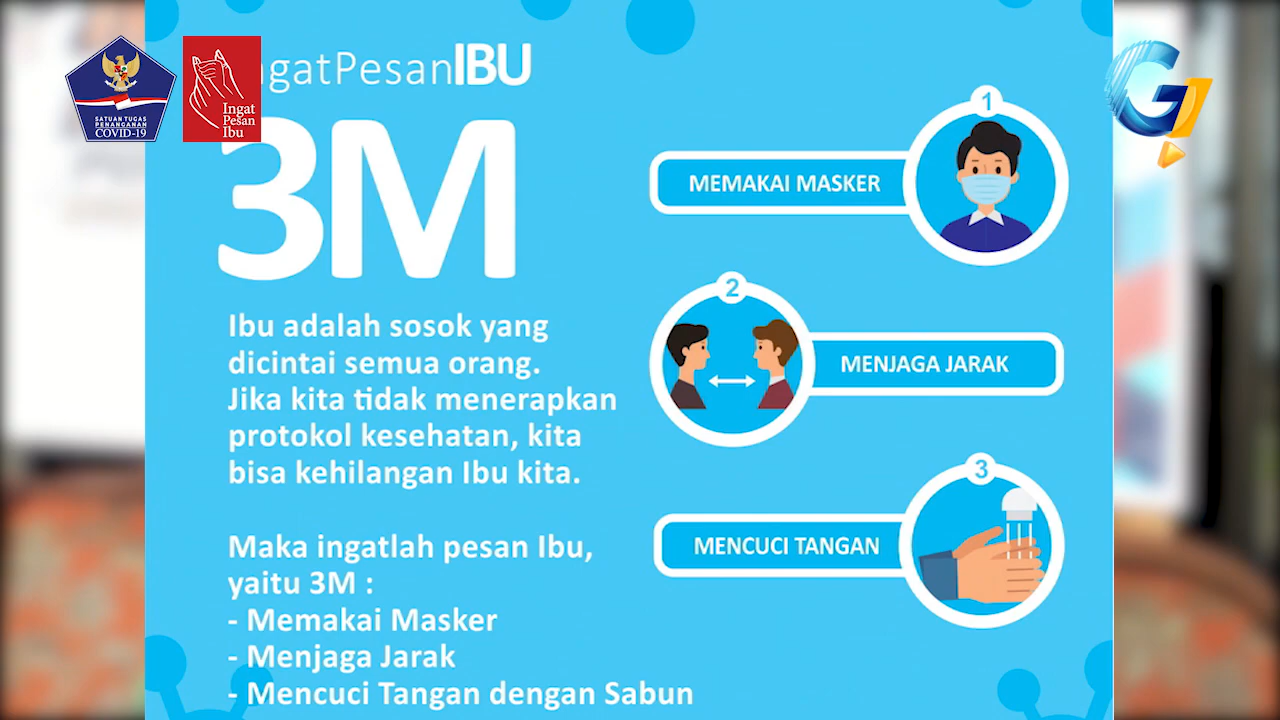 SATUAN TUGAS
PENANGANAN
COVID-19
Ingat
Pesan
Ibu
gatPesanIBU
3M
Ibu adalah sosok yang
dicintai semua orang.
Jika kita tidak menerapkan
protokol kesehatan, kita
bisa kehilangan Ibu kita.
Maka ingatlah pesan Ibu,
yaitu 3M :
- Memakai Masker
- Menjaga Jarak
- Mencuci Tangan dengan Sabun
1
MEMAKAI MASKER
2
MENJAGA JARAK
3
MENCUCI TANGAN
G!